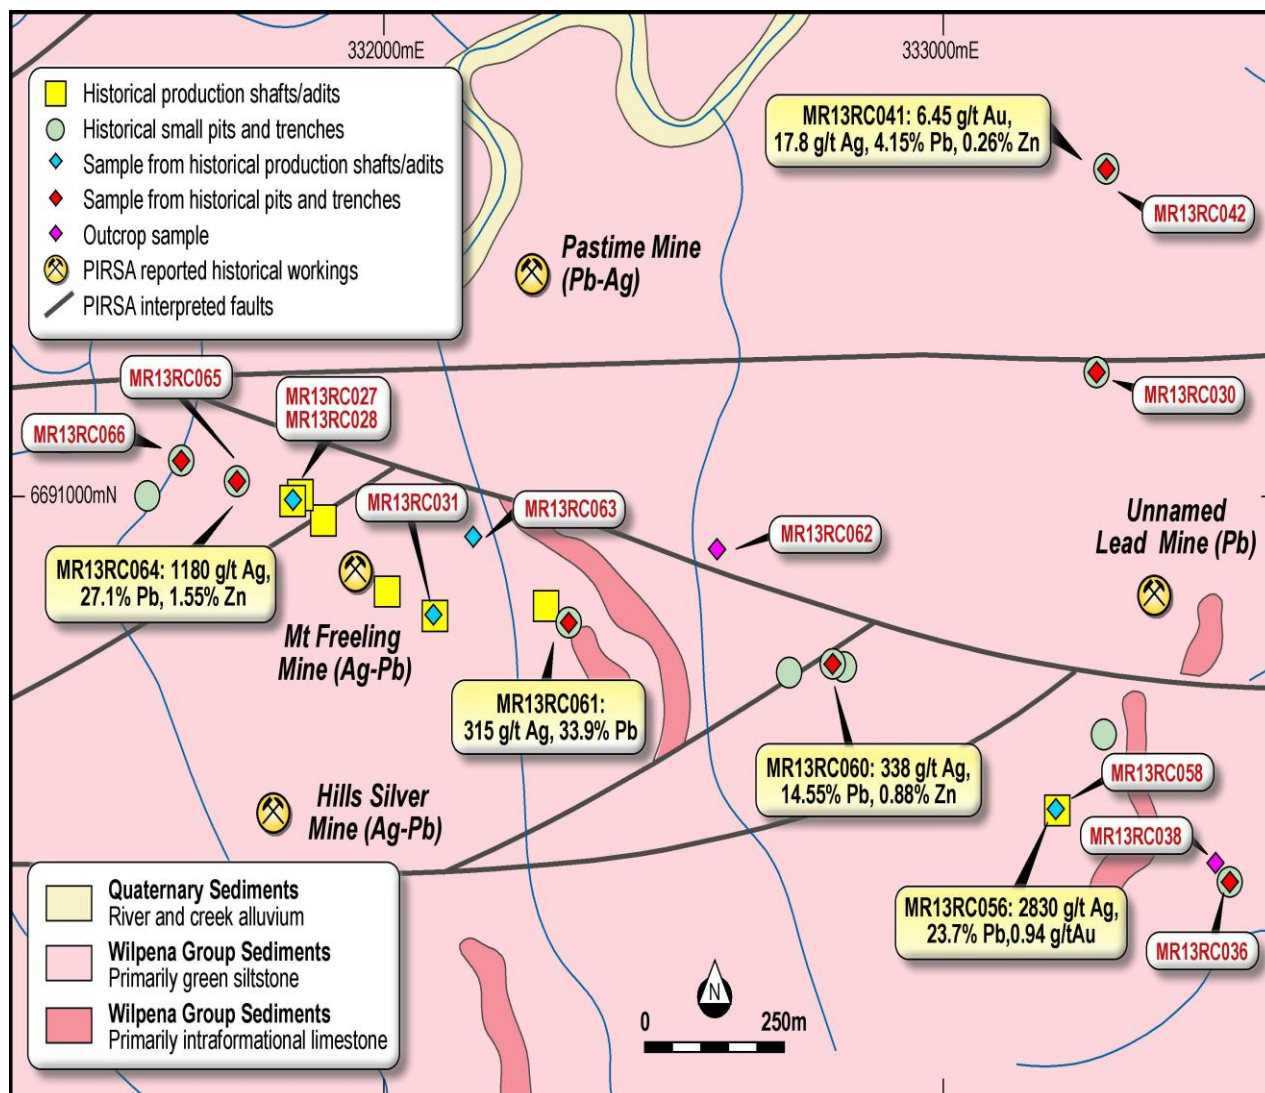 332000mE
333000mE
Historical production shafts/adits
Historical small pits and trenches
Sample from historical production shafts/adits
Sample from historical pits and trenches
Outcrop sample
PIRSA reported historical workings
PIRSA interpreted faults
MR13RC041: 6.45 g/t Au,
17.8 g/t Ag, 4.15% Pb, 0.26% Zn
MR13RC042
Pastime Mine
(Pb-Ag)
MR13RC065
MR13RC027
MR13RC028
MR13RC030
MR13RC066
6691000mN
MR13RC031
MR13RC063
MR13RC062
Unnamed
Lead Mine (Pb)
MR13RC064: 1180 g/t Ag,
27.1% Pb, 1.55% Zn
Mt Freeling
Mine (Ag-Pb)
MR13RC061:
315 g/t Ag, 33.9% Pb
MR13RC060: 338 g/t Ag,
14.55% Pb, 0.88% Zn
MR13RC058
Hills Silver
Mine (Ag-Pb)
MR13RC038
MR13RC056: 2830 g/t Ag,
23.7% Pb,0.94 g/tAu
MR13RC036
Quaternary Sediments
River and creek alluvium
Wilpena Group Sediments
Primarily green siltstone
Wilpena Group Sediments
Primarily intraformational limestone
N
0 250m